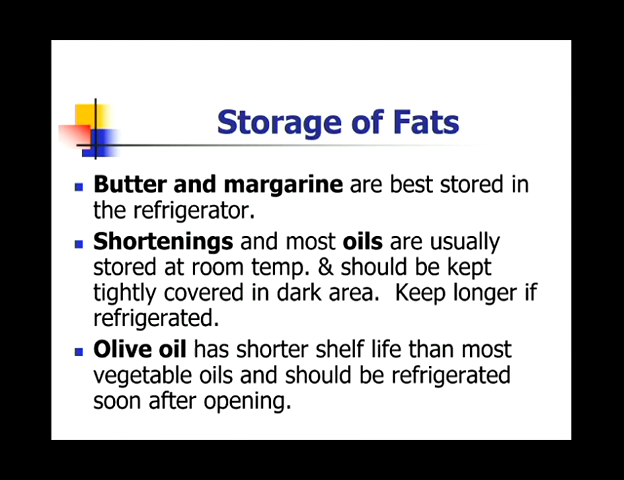 Storage of Fats
Butter and margarine are best stored in
the refrigerator.
Shortenings and most oils are usually
stored at room temp. & should be kept
tightly covered in dark area.  Keep longer if
refrigerated.
Olive oil has shorter shelf life than most
vegetable oils and should be refrigerated
soon after opening.